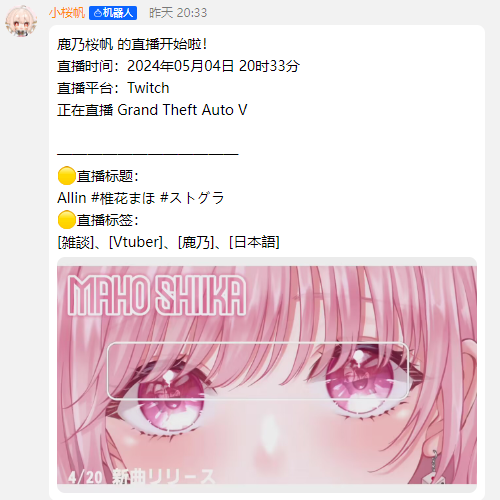 小桜帆 机器人 昨天 20:33
鹿乃桜帆 的直播开始啦!
直播时间：2024年05月04日 20时33分
直播平台：Twitch
正在直播 Grand Theft Auto V
————————————————
直播标题：
Allin #椎花まほ #ストグラ
直播标签：
[雑談]、[Vtuber]、[鹿乃]、[日本語]
MAHO SHIIKA
4/20 新曲リリース